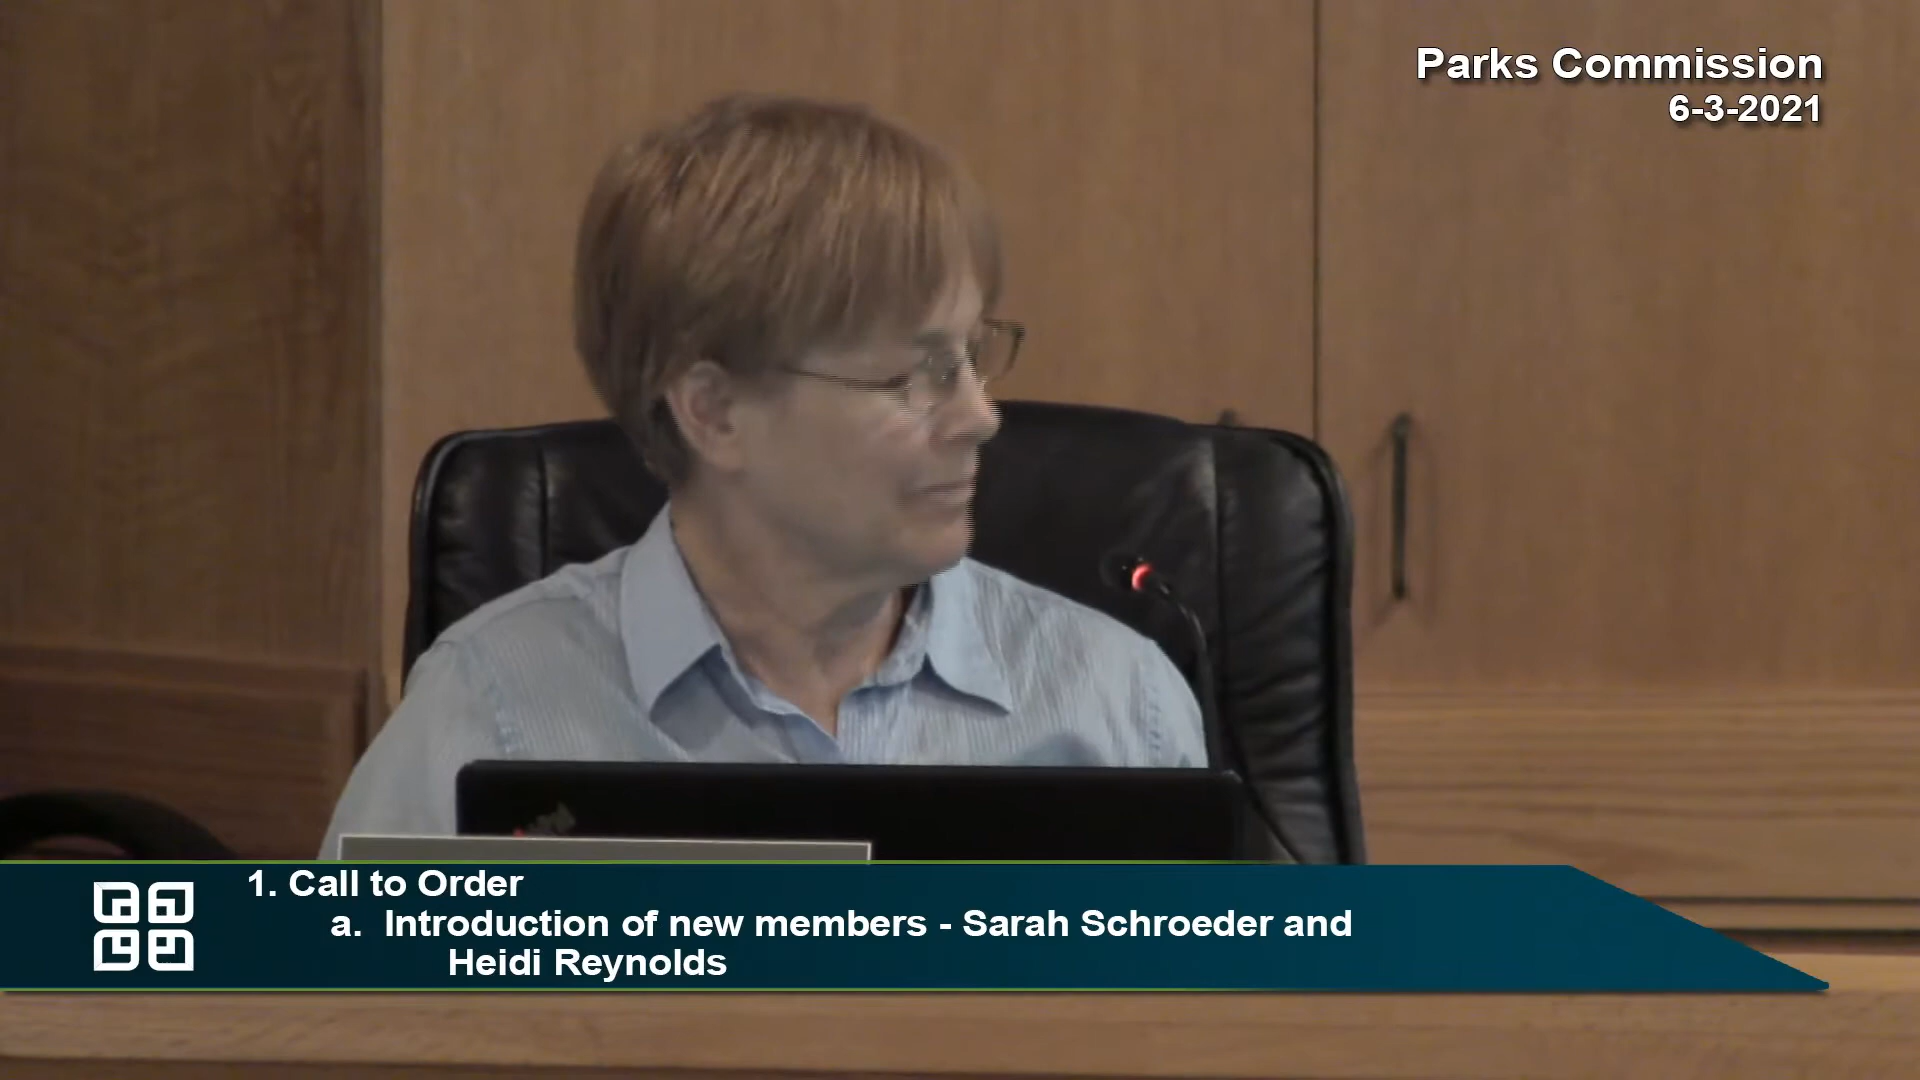 Parks Commission
6-3-2021
1. Call to Order
a. Introduction of new members - Sarah Schroeder and
Heidi Reynolds